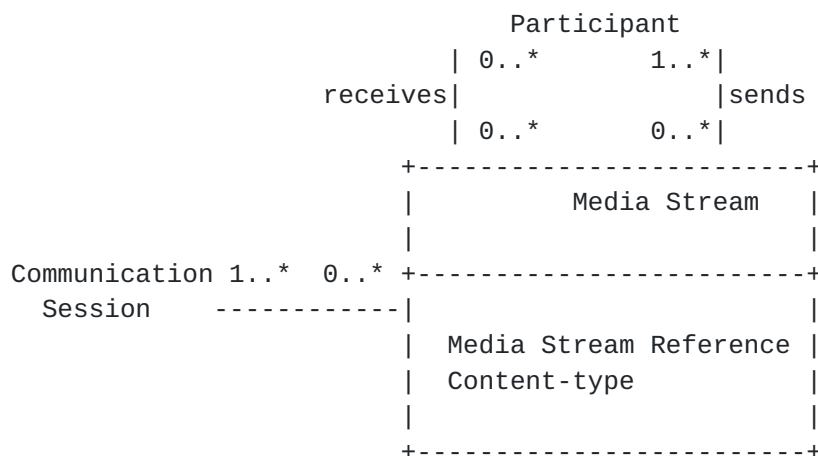 Participant
                            | 0..*       1..*|
                    receives|                |sends
                            | 0..*       0..*|
                         +-------------------------+
                         |          Media Stream   |
                         |                         |
Communication 1..*  0..* +-------------------------+
  Session    ------------|                         |
                         |  Media Stream Reference |
                         |  Content-type           |
                         |                         |
                         +-------------------------+